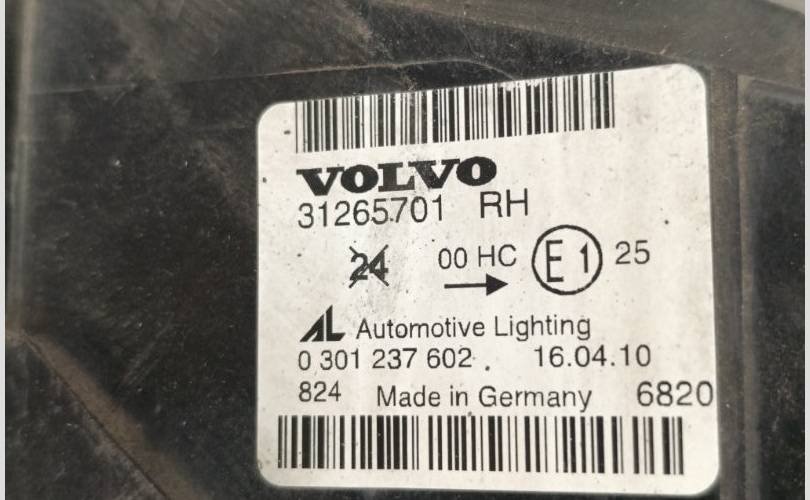 VOLVO
31265701 RH
24 00 HC E1 25
AL Automotive Lighting
0 301 237 602 . 16.04.10
824 Made in Germany 6820